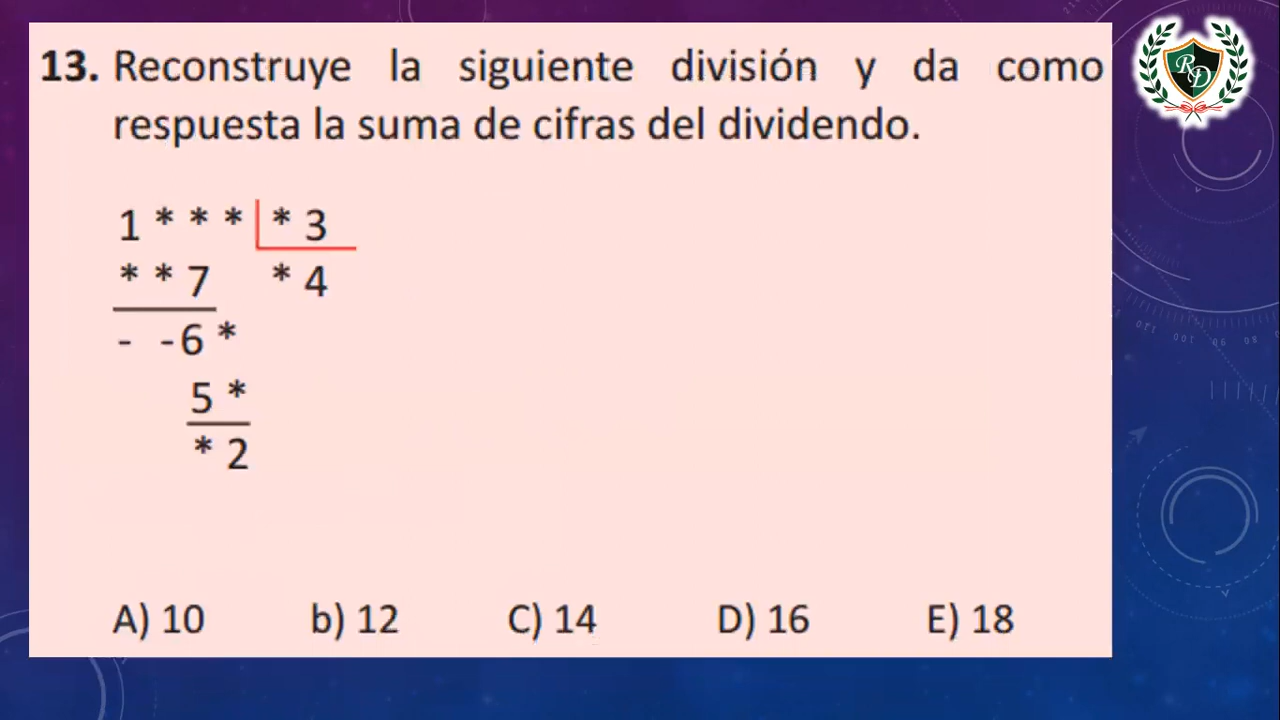 13. Reconstruye la siguiente división y da como
respuesta la suma de cifras del dividendo.
1 * * * * 3
* * 7 * 4
- - 6 *
5 *
* 2
A) 10 b) 12 C) 14 D) 16 E) 18
RD